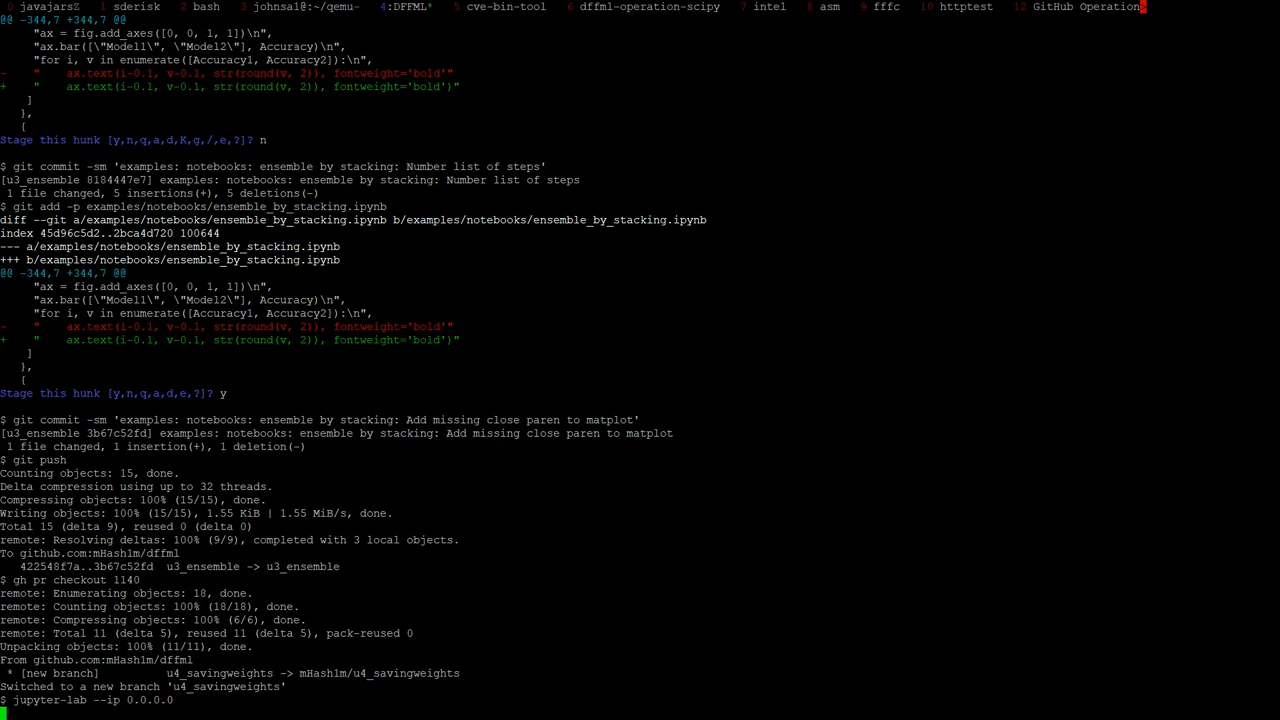 0 javajarsZ  1 sderisk  2 bash  3 johnsa1@:~/qemu-  4:DFFML*  5 cve-bin-tool  6 dffml-operation-scipy  7 intel  8 asm  9 fffc  10 httptest  12 GitHub Operation>
@@ -344,7 +344,7 @@
     "ax = fig.add_axes([0, 0, 1, 1])\n",
     "ax.bar([\"Model1\", \"Model2\"], Accuracy)\n",
     "for i, v in enumerate([Accuracy1, Accuracy2]):\n",
-    "    ax.text(i-0.1, v-0.1, str(round(v, 2)), fontweight='bold'"
+    "    ax.text(i-0.1, v-0.1, str(round(v, 2)), fontweight='bold')"
    ]
   },
   {
Stage this hunk [y,n,q,a,d,K,g,/,e,?]? n
$ git commit -sm 'examples: notebooks: ensemble by stacking: Number list of steps'
[u3_ensemble 8184447e7] examples: notebooks: ensemble by stacking: Number list of steps
 1 file changed, 5 insertions(+), 5 deletions(-)
$ git add -p examples/notebooks/ensemble_by_stacking.ipynb
diff --git a/examples/notebooks/ensemble_by_stacking.ipynb b/examples/notebooks/ensemble_by_stacking.ipynb
index 45d96c5d2..2bca4d720 100644
--- a/examples/notebooks/ensemble_by_stacking.ipynb
+++ b/examples/notebooks/ensemble_by_stacking.ipynb
@@ -344,7 +344,7 @@
     "ax = fig.add_axes([0, 0, 1, 1])\n",
     "ax.bar([\"Model1\", \"Model2\"], Accuracy)\n",
     "for i, v in enumerate([Accuracy1, Accuracy2]):\n",
-    "    ax.text(i-0.1, v-0.1, str(round(v, 2)), fontweight='bold'"
+    "    ax.text(i-0.1, v-0.1, str(round(v, 2)), fontweight='bold')"
    ]
   },
   {
Stage this hunk [y,n,q,a,d,e,?]? y
$ git commit -sm 'examples: notebooks: ensemble by stacking: Add missing close paren to matplot'
[u3_ensemble 3b67c52fd] examples: notebooks: ensemble by stacking: Add missing close paren to matplot
 1 file changed, 1 insertion(+), 1 deletion(-)
$ git push
Counting objects: 15, done.
Delta compression using up to 32 threads.
Compressing objects: 100% (15/15), done.
Writing objects: 100% (15/15), 1.55 KiB | 1.55 MiB/s, done.
Total 15 (delta 9), reused 0 (delta 0)
remote: Resolving deltas: 100% (9/9), completed with 3 local objects.
To github.com:mHash1m/dffml
   422548f7a..3b67c52fd  u3_ensemble -> u3_ensemble
$ gh pr checkout 1140
remote: Enumerating objects: 18, done.
remote: Counting objects: 100% (18/18), done.
remote: Compressing objects: 100% (6/6), done.
remote: Total 11 (delta 5), reused 11 (delta 5), pack-reused 0
Unpacking objects: 100% (11/11), done.
From github.com:mHash1m/dffml
 * [new branch]          u4_savingweights -> mHash1m/u4_savingweights
Switched to a new branch 'u4_savingweights'
$ jupyter-lab --ip 0.0.0.0